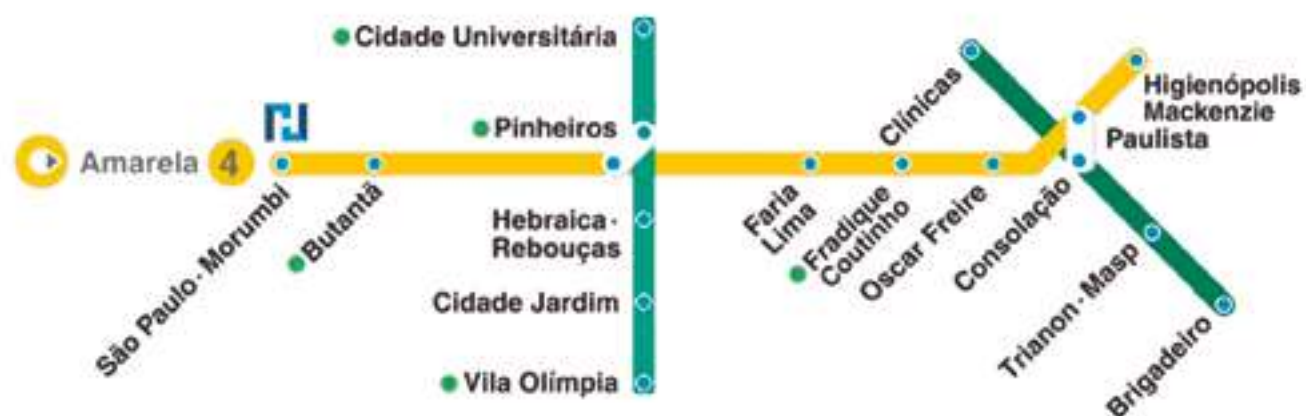 Cidade Universitária
Pinheiros
Amarela 4
São Paulo·Morumbi
Butantã
Hebraica·
Rebouças
Cidade Jardim
Vila Olímpia
Faria
Lima
Fradique
Coutinho
Oscar Freire
Clínicas
Higienópolis
Mackenzie
Paulista
Consolação
Trianon·Masp
Brigadeiro